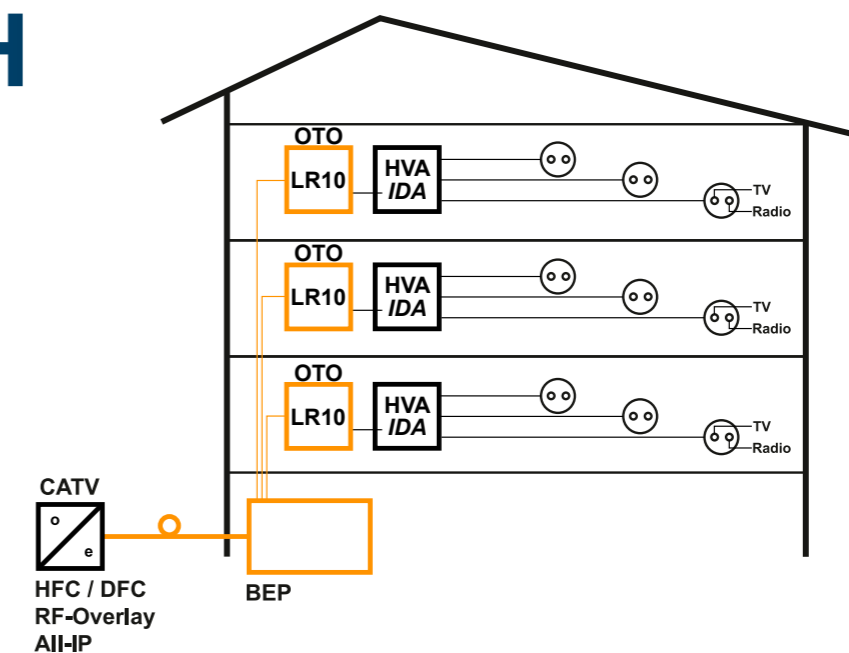 H
OTO
LR10
HVA
IDA
TV
Radio
OTO
LR10
HVA
IDA
TV
Radio
OTO
LR10
HVA
IDA
TV
Radio
CATV
o
e
HFC / DFC
RF-Overlay
All-IP
BEP